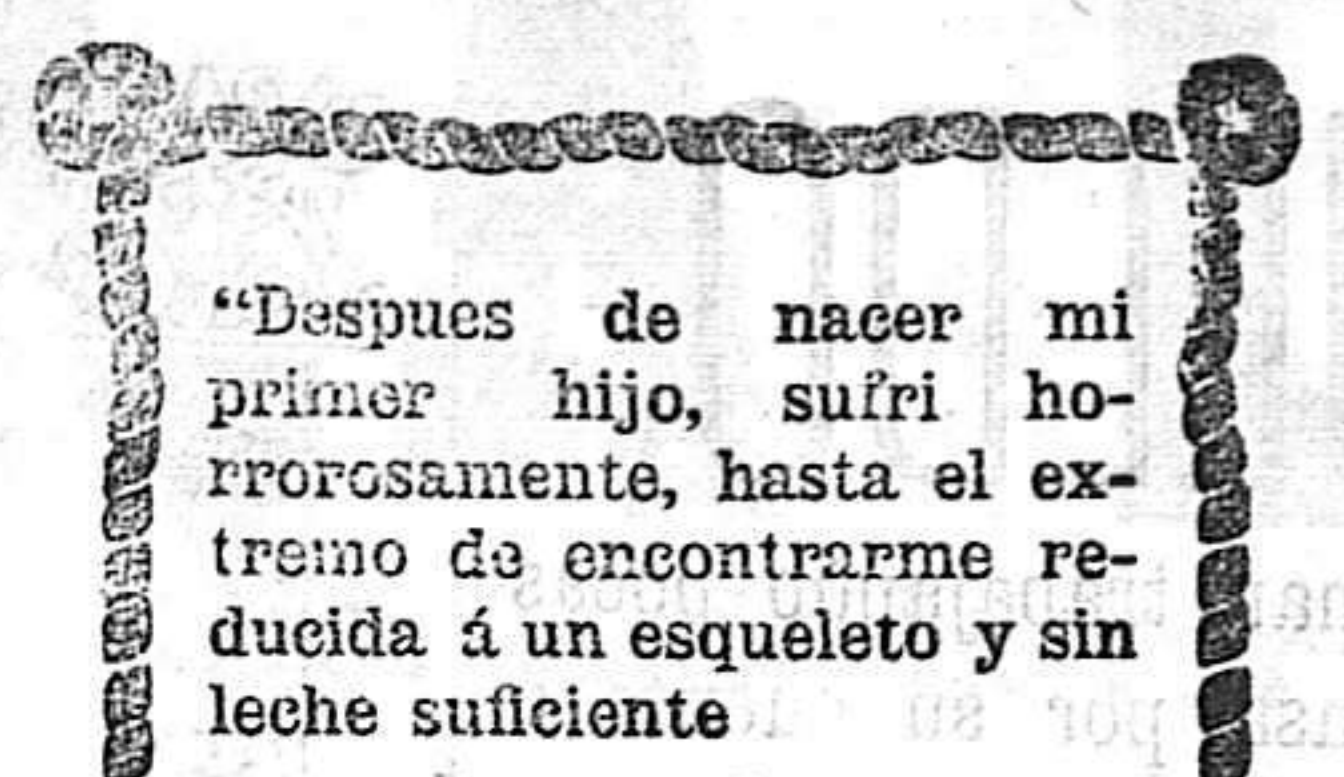 “Despues de nacer mi
primer hijo, sufri ho-
rrorosamente, hasta el ex-
tremo de encontrarme re-
ducida á un esqueleto y sin
leche suficiente